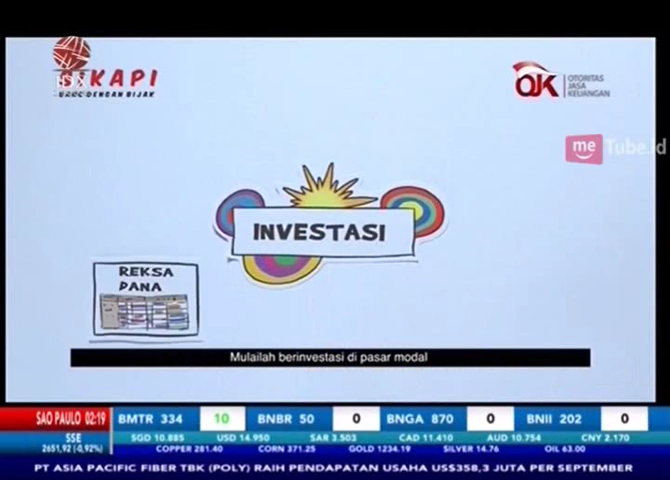 SIKAPI
UANG DENGAN BIJAK
OJK
OTORITAS
JASA
KEUANGAN
me Tube.id
INVESTASI
REKSA
DANA
Mulailah berinvestasi di pasar modal
SAO PAULO 02:19
BMTR 334 10 BNBR 50 0 BNGA 870 0 BNII 202 0
SSE
2651,92 (-0,92%)
SGD 10.885 USD 14.950 SAR 3.503 CAD 11.410 AUD 10.754 CNY 2.170
COPPER 281.40 CORN 371.25 GOLD 1234.19 SILVER 14.76 OIL 63.00
PT ASIA PACIFIC FIBER TBK (POLY) RAIH PENDAPATAN USAHA US$358,3 JUTA PER SEPTEMBER